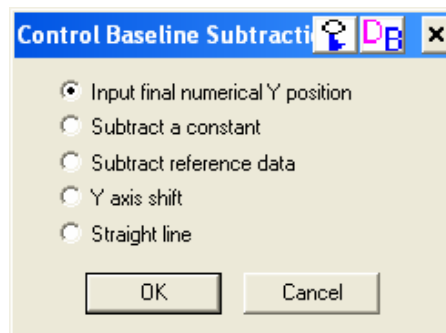 Control Baseline Subtracti
DB
Input final numerical Y position
Subtract a constant
Subtract reference data
Y axis shift
Straight line
OK Cancel